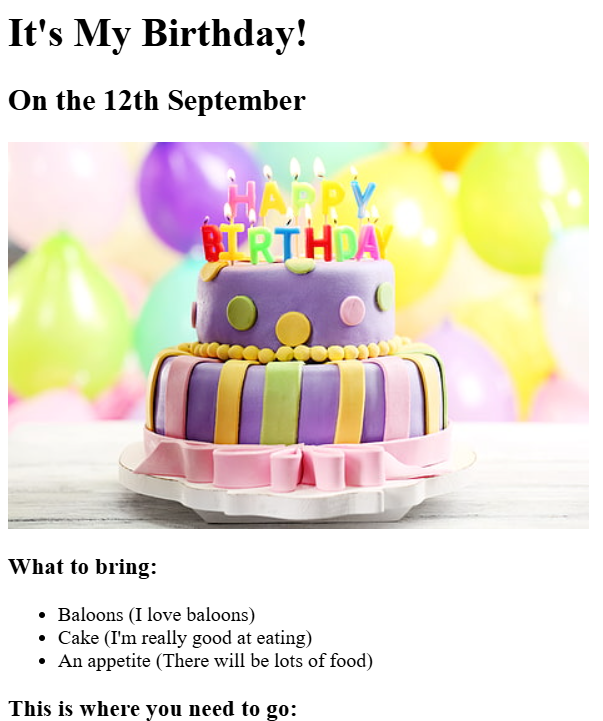 It's My Birthday!
On the 12th September
HAPPY
BIRTHDAY
What to bring:
Baloons (I love baloons)
Cake (I'm really good at eating)
An appetite (There will be lots of food)
This is where you need to go: